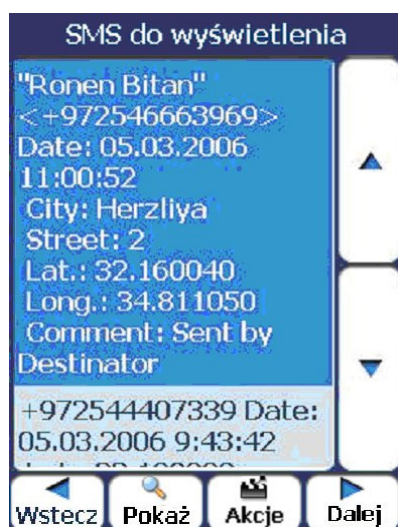 SMS do wyświetlenia
"Ronen Bitan"
<+972546663969>
Date: 05.03.2006
11:00:52
City: Herzliya
Street: 2
Lat.: 32.160040
Long.: 34.811050
Comment: Sent by
Destinator
+972544407339 Date:
05.03.2006 9:43:42
Wstecz Pokaż Akcje Dalej